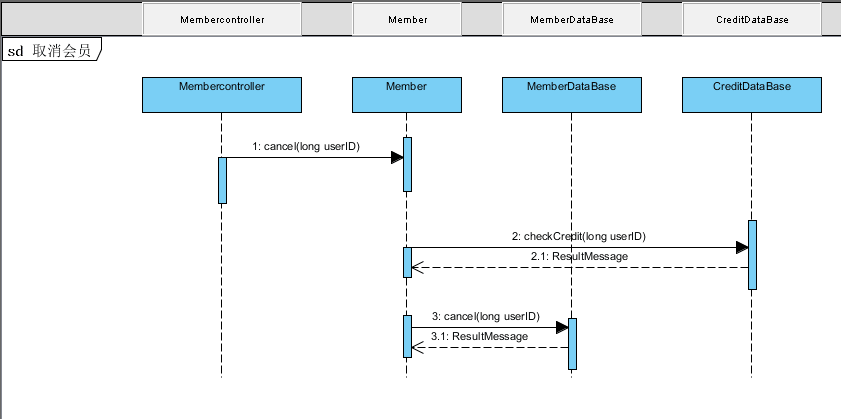 Membercontroller
Member
MemberDataBase
CreditDataBase
sd 取消会员
Membercontroller
Member
MemberDataBase
CreditDataBase
1: cancel(long userID)
2: checkCredit(long userID)
2.1: ResultMessage
3: cancel(long userID)
3.1: ResultMessage